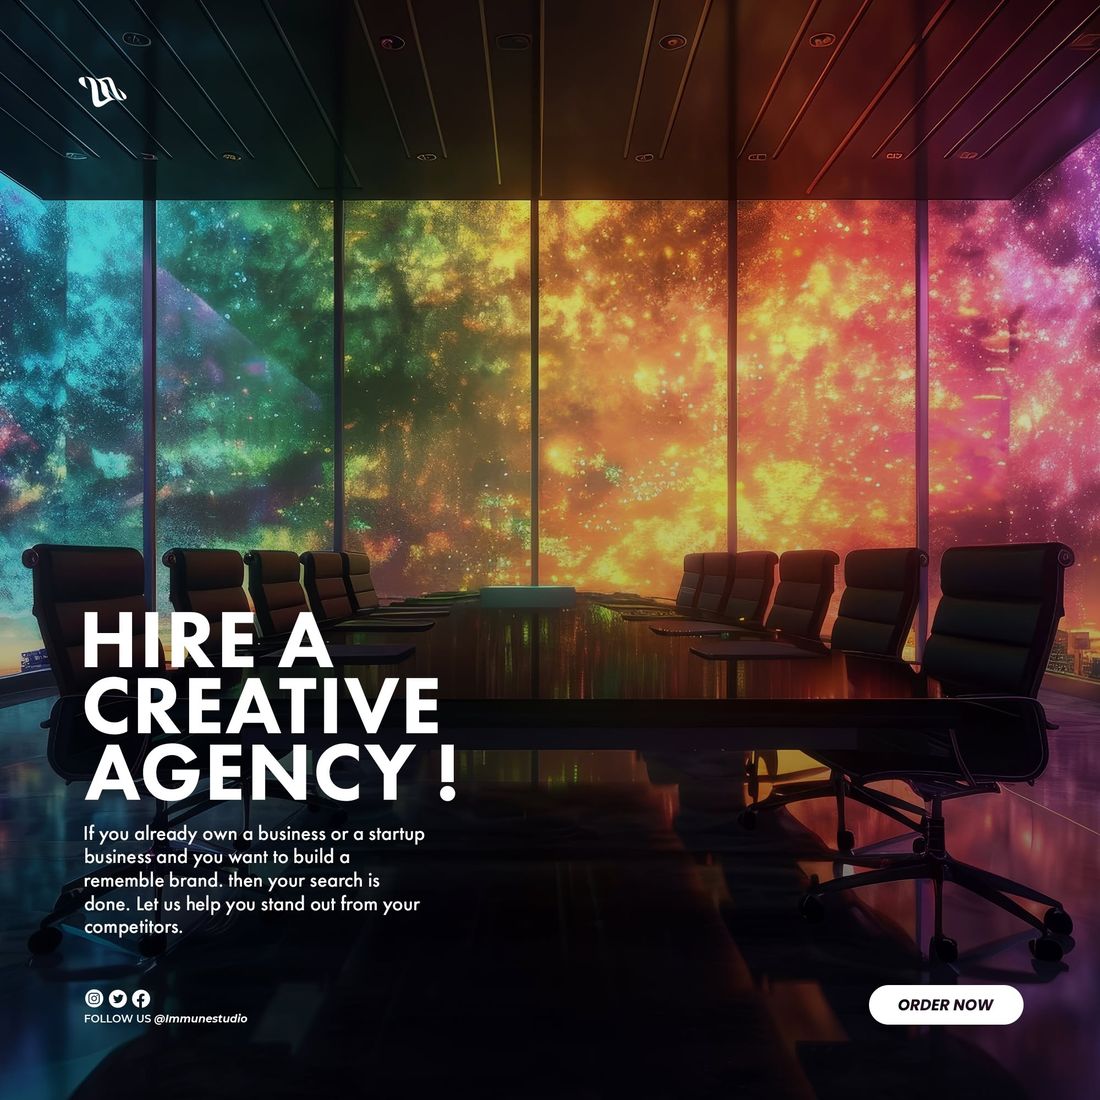 HIRE A
CREATIVE
AGENCY !
If you already own a business or a startup
business and you want to build a
rememble brand. then your search is
done. Let us help you stand out from your
competitors.
FOLLOW US @Immunestudio
ORDER NOW